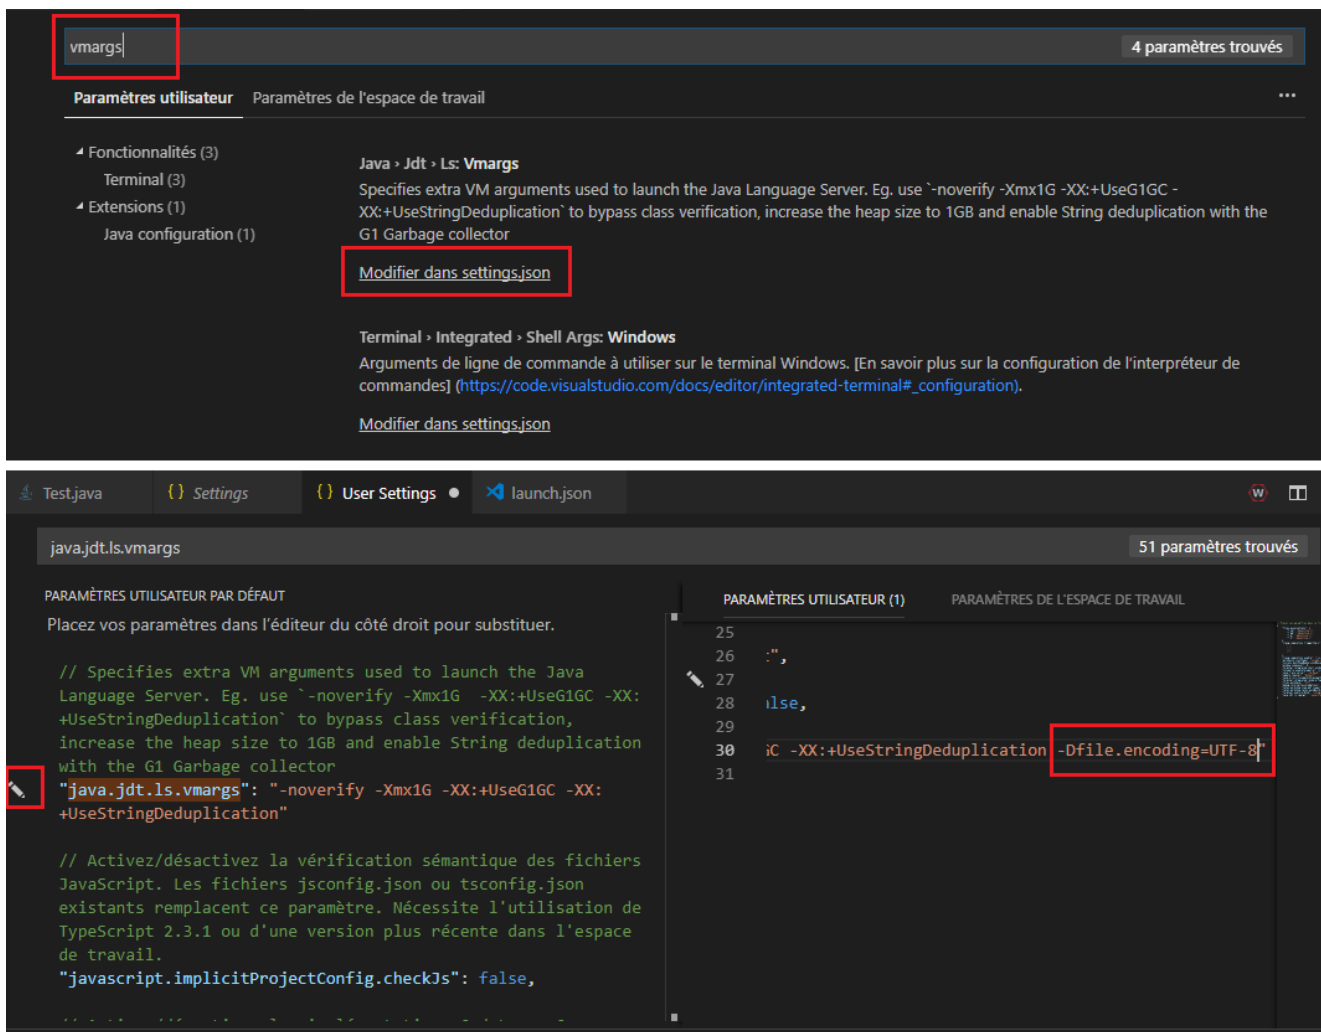 vmargs
4 paramètres trouvés
Paramètres utilisateur Paramètres de l'espace de travail ...
Fonctionnalités (3)
Terminal (3)
Extensions (1)
Java configuration (1)
Java › Jdt › Ls: Vmargs
Specifies extra VM arguments used to launch the Java Language Server. Eg. use `-noverify -Xmx1G -XX:+UseG1GC -
XX:+UseStringDeduplication` to bypass class verification, increase the heap size to 1GB and enable String deduplication with the
G1 Garbage collector
Modifier dans settings.json
Terminal › Integrated › Shell Args: Windows
Arguments de ligne de commande à utiliser sur le terminal Windows. [En savoir plus sur la configuration de l'interpréteur de
commandes] (https://code.visualstudio.com/docs/editor/integrated-terminal#_configuration).
Modifier dans settings.json
Test.java {} Settings {} User Settings ● launch.json W
java.jdt.ls.vmargs
51 paramètres trouvés
PARAMÈTRES UTILISATEUR PAR DÉFAUT
Placez vos paramètres dans l'éditeur du côté droit pour substituer.
// Specifies extra VM arguments used to launch the Java
Language Server. Eg. use `-noverify -Xmx1G  -XX:+UseG1GC -XX:
+UseStringDeduplication` to bypass class verification,
increase the heap size to 1GB and enable String deduplication
with the G1 Garbage collector
"java.jdt.ls.vmargs": "-noverify -Xmx1G -XX:+UseG1GC -XX:
+UseStringDeduplication"
// Activez/désactivez la vérification sémantique des fichiers
JavaScript. Les fichiers jsconfig.json ou tsconfig.json
existants remplacent ce paramètre. Nécessite l'utilisation de
TypeScript 2.3.1 ou d'une version plus récente dans l'espace
de travail.
"javascript.implicitProjectConfig.checkJs": false,
PARAMÈTRES UTILISATEUR (1) PARAMÈTRES DE L'ESPACE DE TRAVAIL
25
26 :",
27
28 alse,
29
30 GC -XX:+UseStringDeduplication -Dfile.encoding=UTF-8"
31